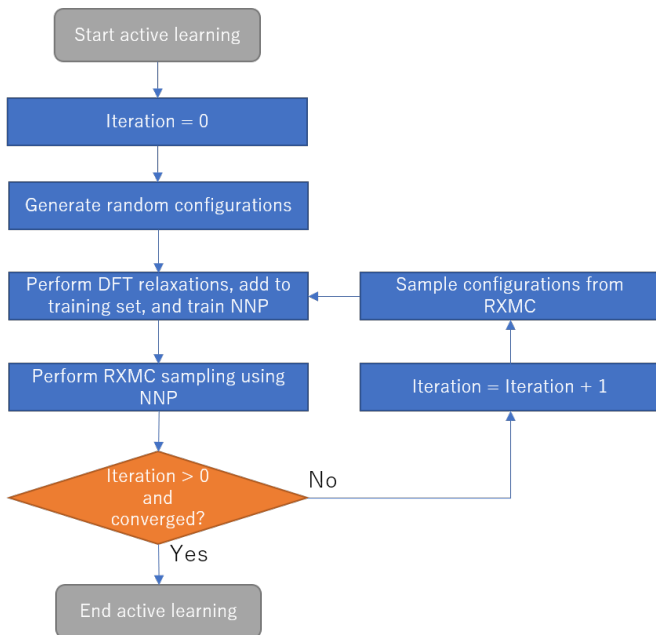 Start active learning
Iteration = 0
Generate random configurations
Perform DFT relaxations, add to
training set, and train NNP
Sample configurations from
RXMC
Perform RXMC sampling using
NNP
Iteration = Iteration + 1
Iteration > 0
and
converged?
No
Yes
End active learning